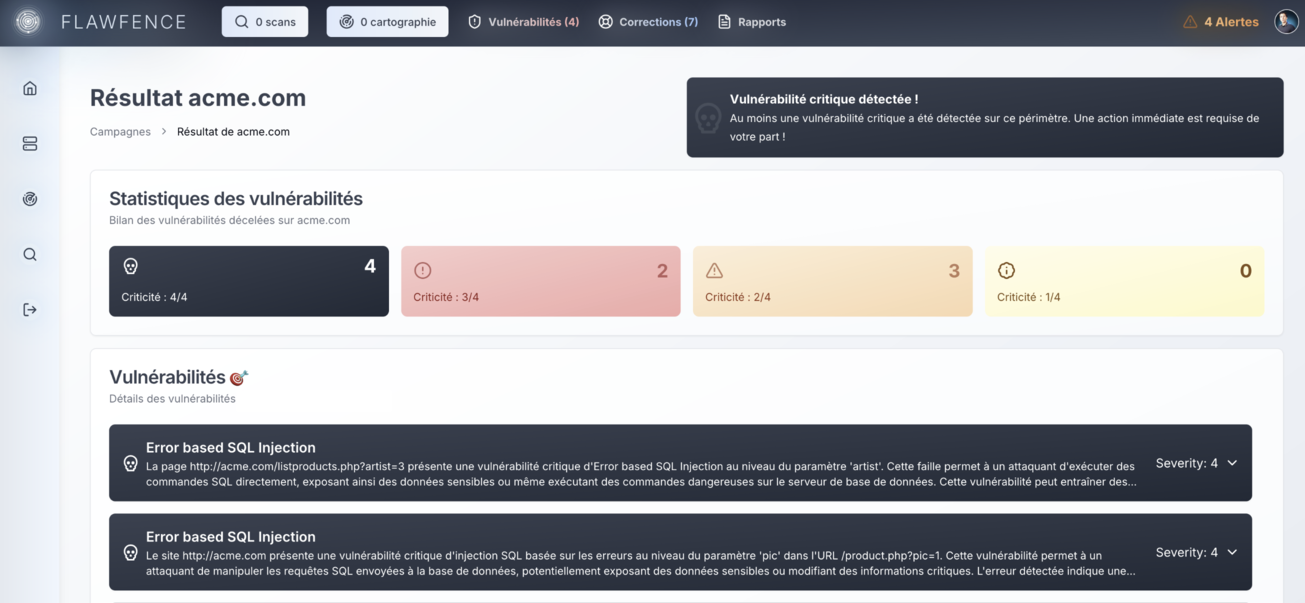 FLAWFENCE
0 scans
0 cartographie
Vulnérabilités (4)
Corrections (7)
Rapports
4 Alertes
Résultat acme.com
Campagnes > Résultat de acme.com
Vulnérabilité critique détectée !
Au moins une vulnérabilité critique a été détectée sur ce périmètre. Une action immédiate est requise de
votre part !
Statistiques des vulnérabilités
Bilan des vulnérabilités décelées sur acme.com
4
Criticité : 4/4
2
Criticité : 3/4
3
Criticité : 2/4
0
Criticité : 1/4
Vulnérabilités
Détails des vulnérabilités
Error based SQL Injection
La page http://acme.com/listproducts.php?artist=3 présente une vulnérabilité critique d'Error based SQL Injection au niveau du paramètre 'artist'. Cette faille permet à un attaquant d'exécuter des
commandes SQL directement, exposant ainsi des données sensibles ou même exécutant des commandes dangereuses sur le serveur de base de données. Cette vulnérabilité peut entraîner des...
Severity: 4
Error based SQL Injection
Le site http://acme.com présente une vulnérabilité critique d'injection SQL basée sur les erreurs au niveau du paramètre 'pic' dans l'URL /product.php?pic=1. Cette vulnérabilité permet à un
attaquant de manipuler les requêtes SQL envoyées à la base de données, potentiellement exposant des données sensibles ou modifiant des informations critiques. L'erreur détectée indique une...
Severity: 4